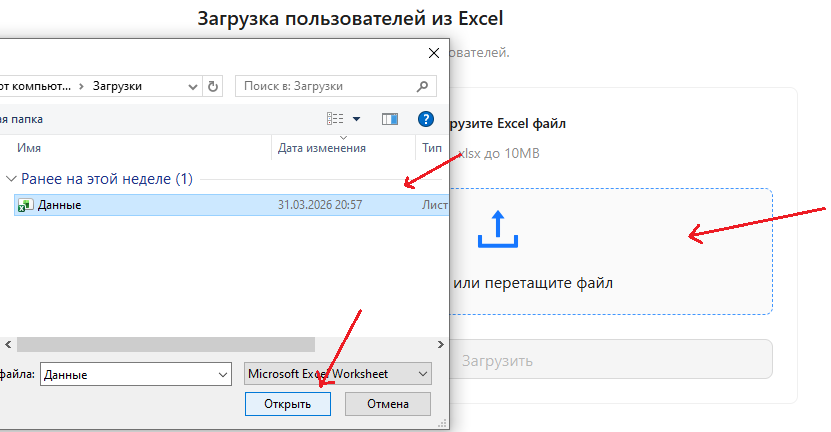 Загрузка пользователей из Excel
ователей.
от компьют... > Загрузки
Поиск в: Загрузки
ая папка
Имя
Дата изменения
Тип
рузите Excel файл
xlsx до 10MB
Ранее на этой неделе (1)
Данные
31.03.2026 20:57
Лист
или перетащите файл
файла:
Данные
Microsoft Excel Worksheet
Загрузить
Открыть
Отмена